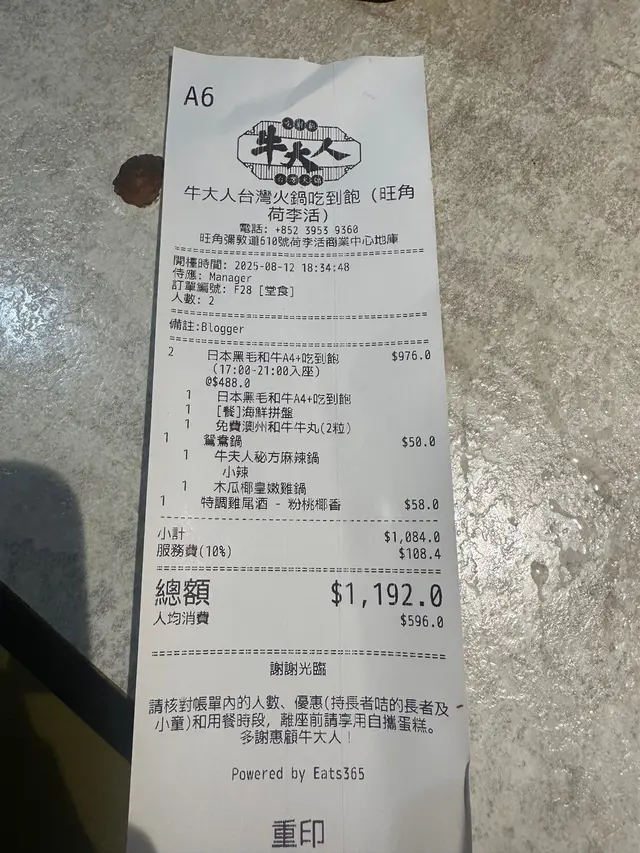 A6
吃到飽
牛大人
台灣火鍋
牛大人台灣火鍋吃到飽（旺角
荷李活）
電話: +852 3953 9360
旺角彌敦道610號荷李活商業中心地庫
開檯時間: 2025-08-12 18:34:48
侍應: Manager
訂單編號: F28 [堂食]
人數: 2
備註:Blogger
2 日本黑毛和牛A4+吃到飽 $976.0
(17:00-21:00入座)
@$488.0
1 日本黑毛和牛A4+吃到飽
1 [餐]海鮮拼盤
1 免費澳州和牛牛丸(2粒)
1 鴛鴦鍋 $50.0
1 牛夫人秘方麻辣鍋
小辣
1 木瓜椰皇嫩雞鍋
1 特調雞尾酒 - 粉桃椰香 $58.0
小計 $1,084.0
服務費(10%) $108.4
總額 $1,192.0
人均消費 $596.0
謝謝光臨
請核對帳單內的人數、優惠(持長者咭的長者及
小童)和用餐時段, 離座前請享用自攜蛋糕。
多謝惠顧牛大人！
Powered by Eats365
重印